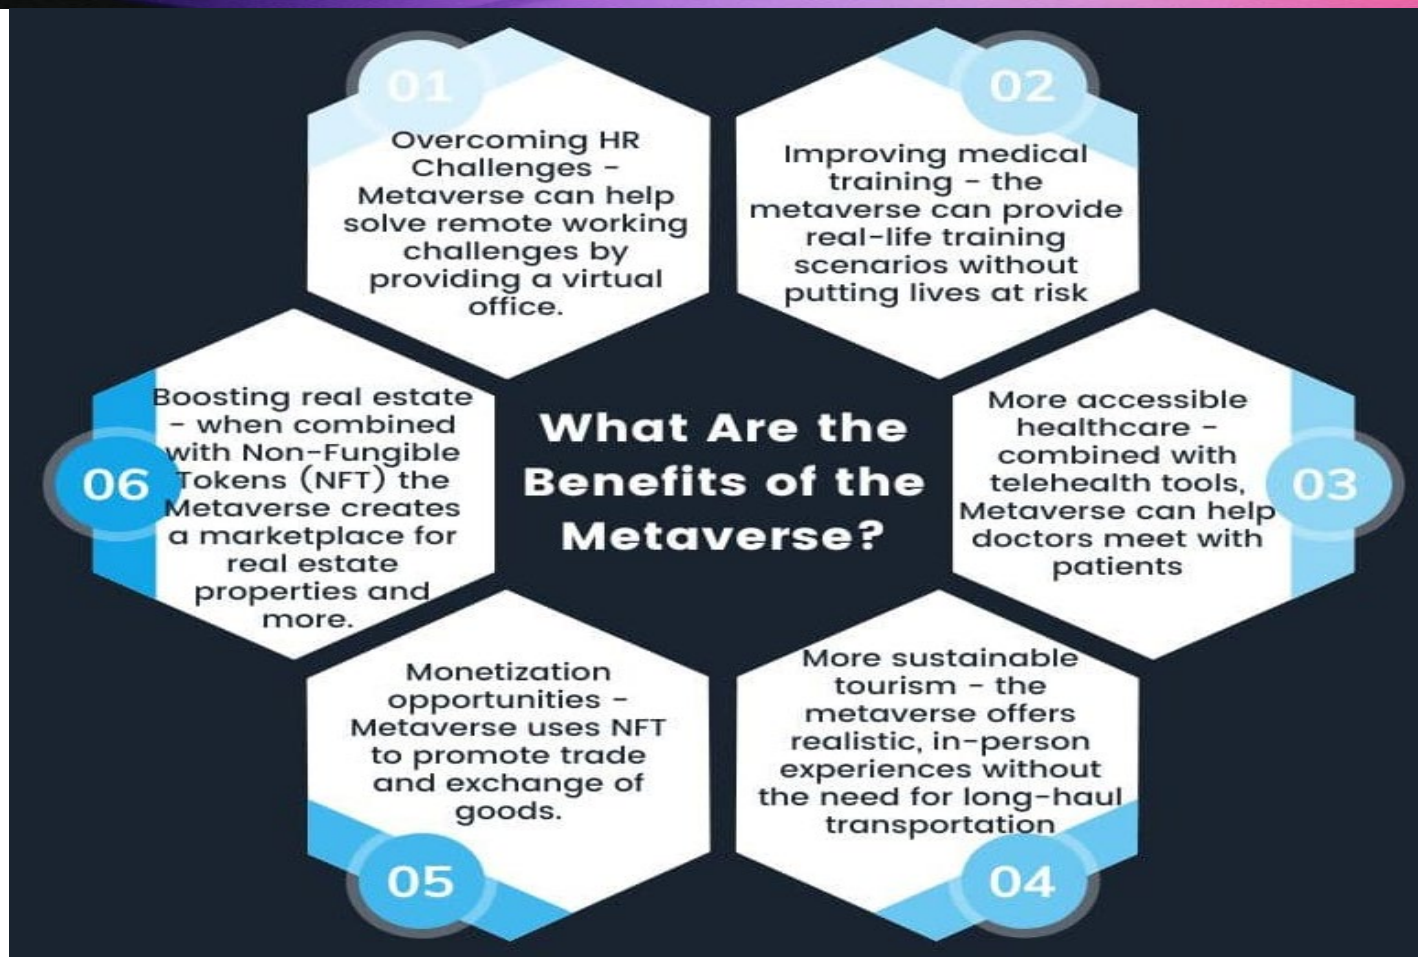 What Are the
Benefits of the
Metaverse?
01
Overcoming HR
Challenges -
Metaverse can help
solve remote working
challenges by
providing a virtual
office.
02
Improving medical
training - the
metaverse can provide
real-life training
scenarios without
putting lives at risk
03
More accessible
healthcare -
combined with
telehealth tools,
Metaverse can help
doctors meet with
patients
04
More sustainable
tourism - the
metaverse offers
realistic, in-person
experiences without
the need for long-haul
transportation
05
Monetization
opportunities -
Metaverse uses NFT
to promote trade
and exchange of
goods.
06
Boosting real estate
- when combined
with Non-Fungible
Tokens (NFT) the
Metaverse creates
a marketplace for
real estate
properties and
more.